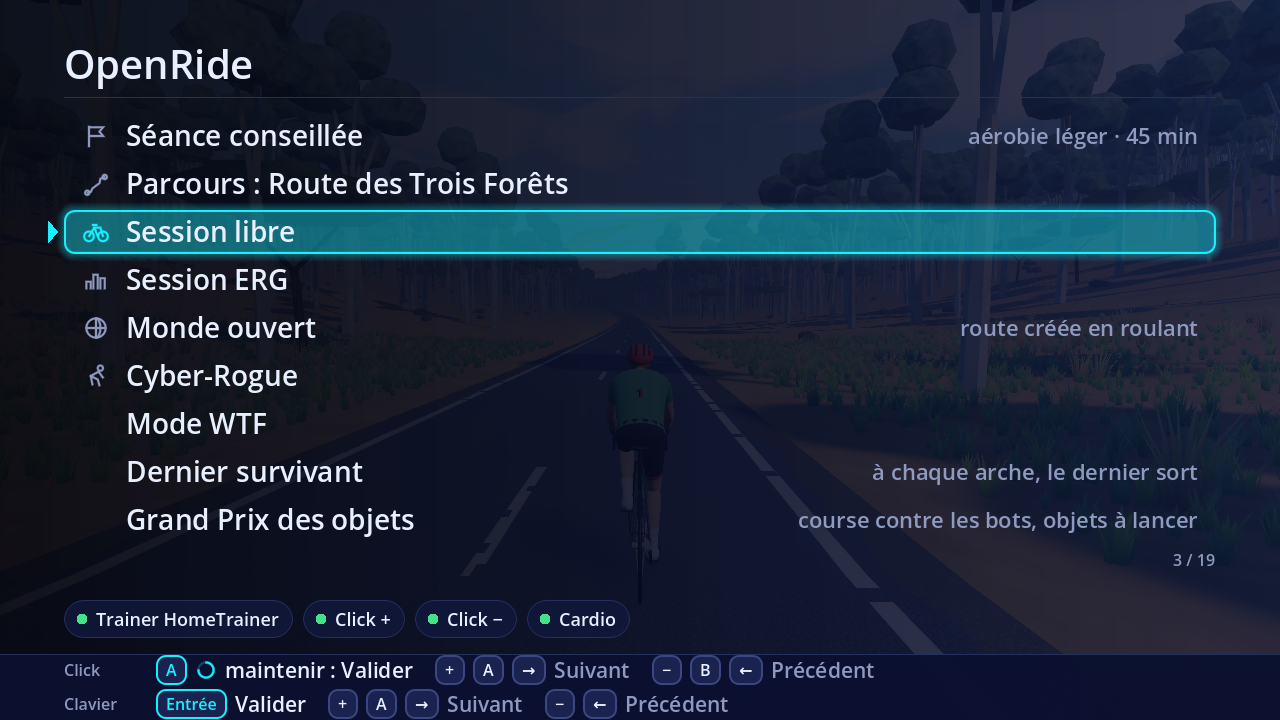 OpenRide
Séance conseillée aérobie léger · 45 min
Parcours : Route des Trois Forêts
Session libre
Session ERG
Monde ouvert route créée en roulant
Cyber-Rogue
Mode WTF
Dernier survivant à chaque arche, le dernier sort
Grand Prix des objets course contre les bots, objets à lancer
3 / 19
Trainer HomeTrainer Click + Click − Cardio
Click A maintenir : Valider + A → Suivant − B ← Précédent
Clavier Entrée Valider + A → Suivant − ← Précédent